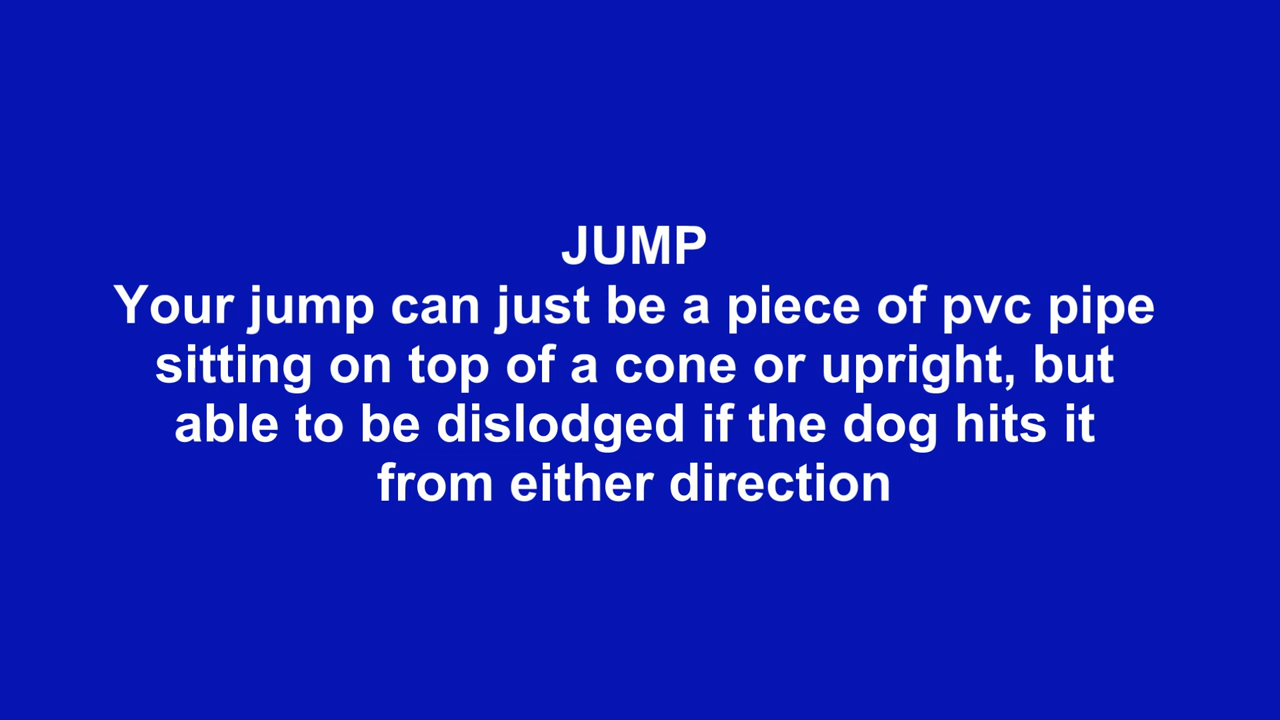 JUMP
Your jump can just be a piece of pvc pipe
sitting on top of a cone or upright, but
able to be dislodged if the dog hits it
from either direction